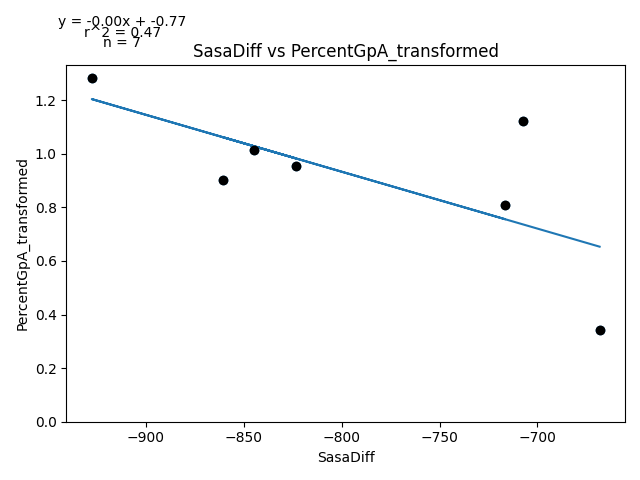 y = -0.00x + -0.77
r^2 = 0.47
n = 7
SasaDiff vs PercentGpA_transformed
PercentGpA_transformed
1.2
1.0
0.8
0.6
0.4
0.2
0.0
−900
−850
−800
−750
−700
SasaDiff